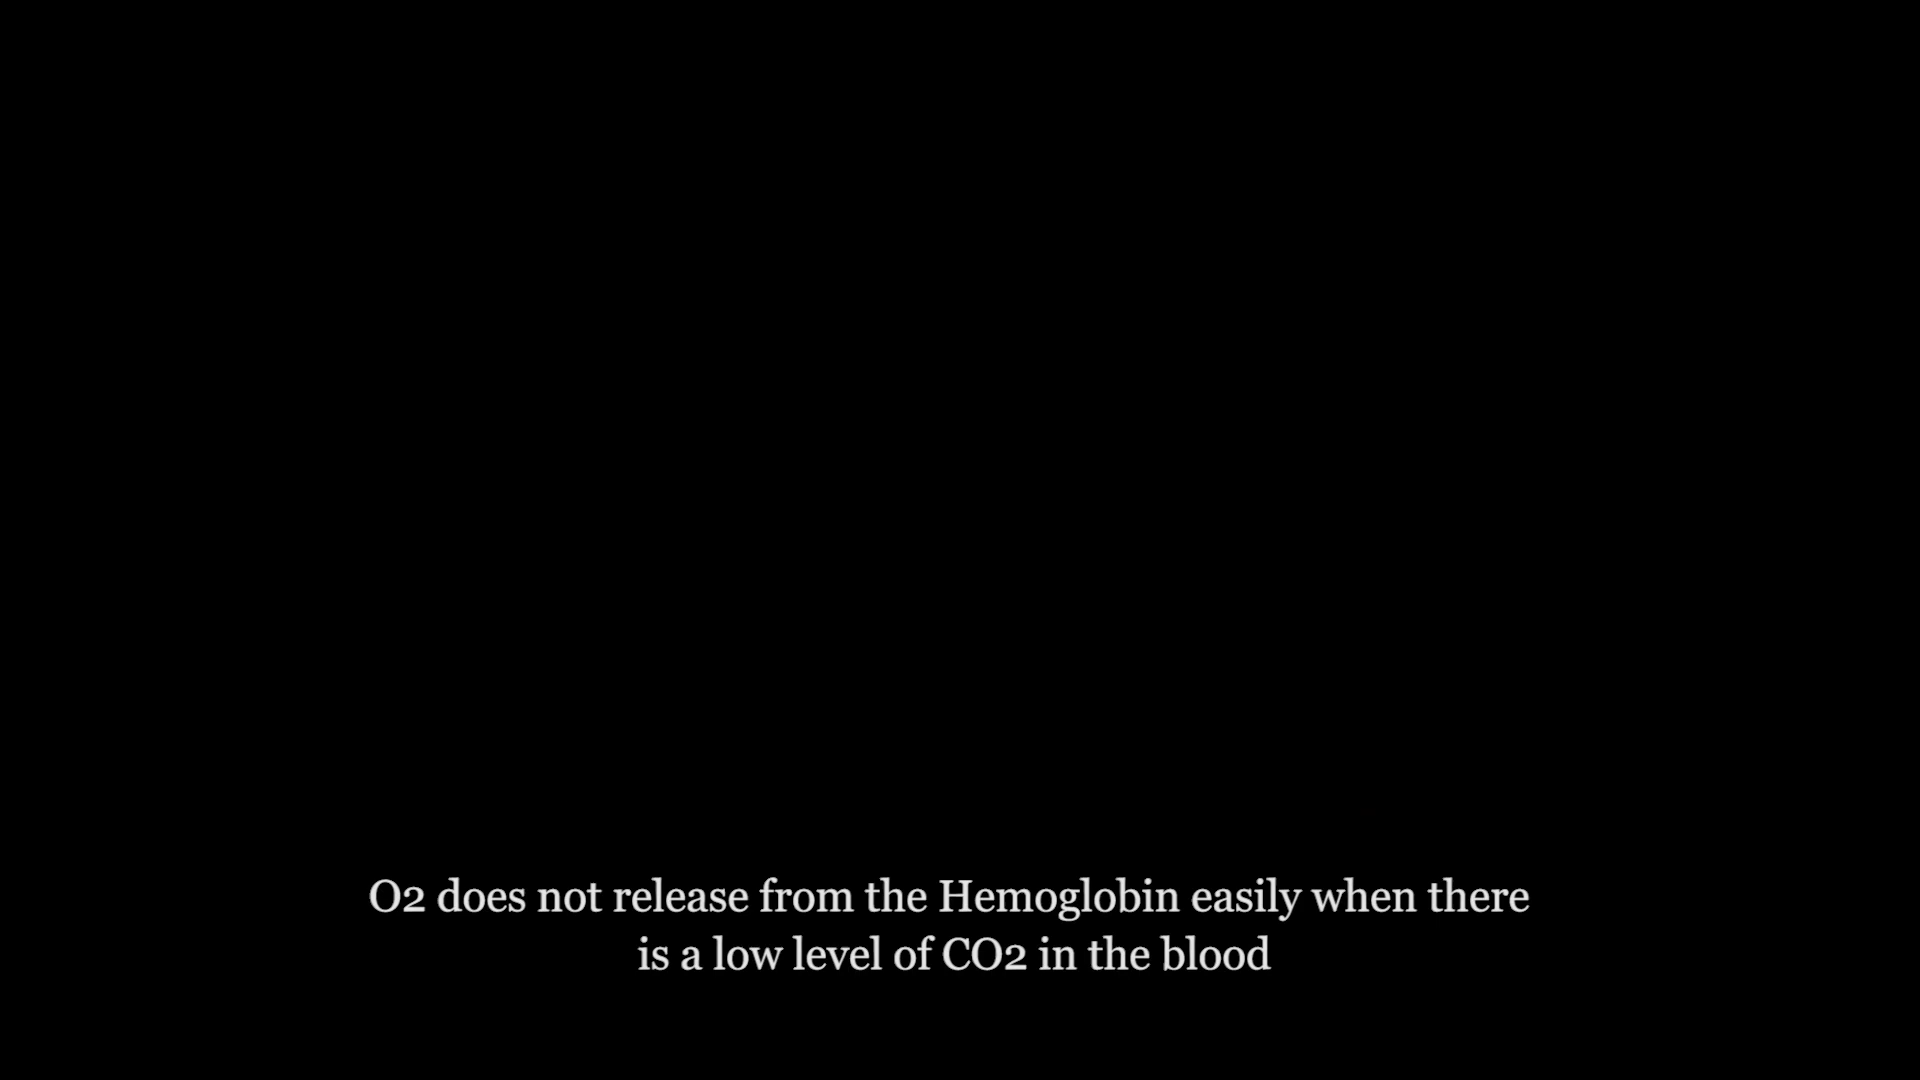 O2 does not release from the Hemoglobin easily when there
is a low level of CO2 in the blood